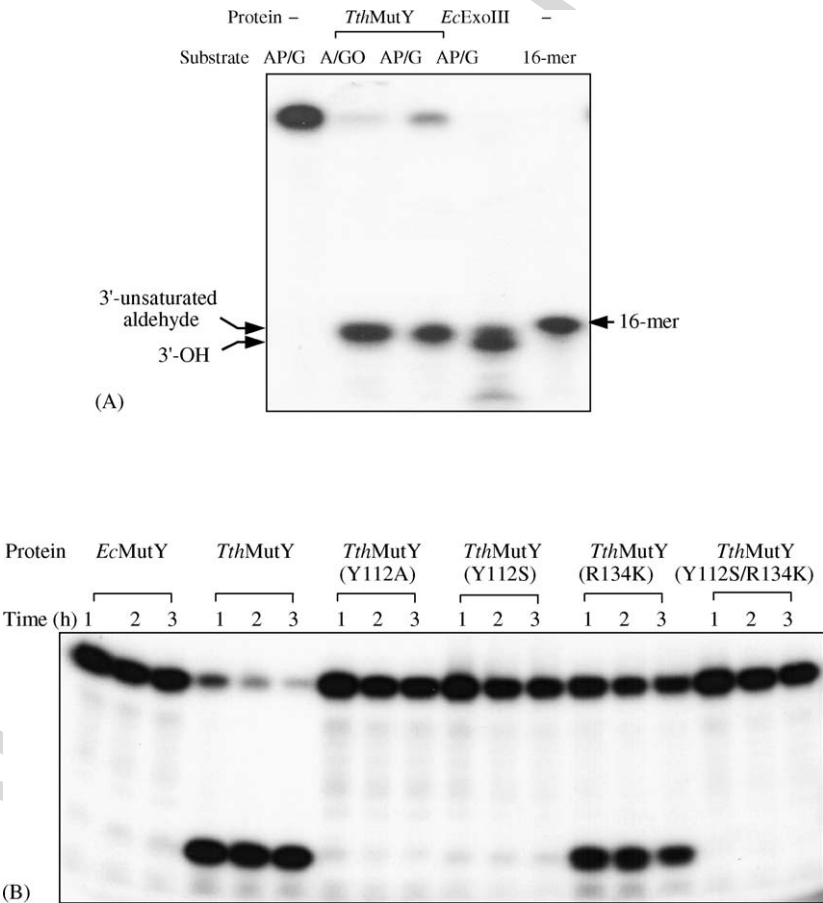 Protein – TthMutY EcExoIII –
Substrate AP/G A/GO AP/G AP/G 16-mer
3'-unsaturated
aldehyde
3'-OH
16-mer
(A)
Protein EcMutY TthMutY TthMutY TthMutY TthMutY TthMutY
(Y112A) (Y112S) (R134K) (Y112S/R134K)
Time (h) 1 2 3 1 2 3 1 2 3 1 2 3 1 2 3 1 2 3
(B)